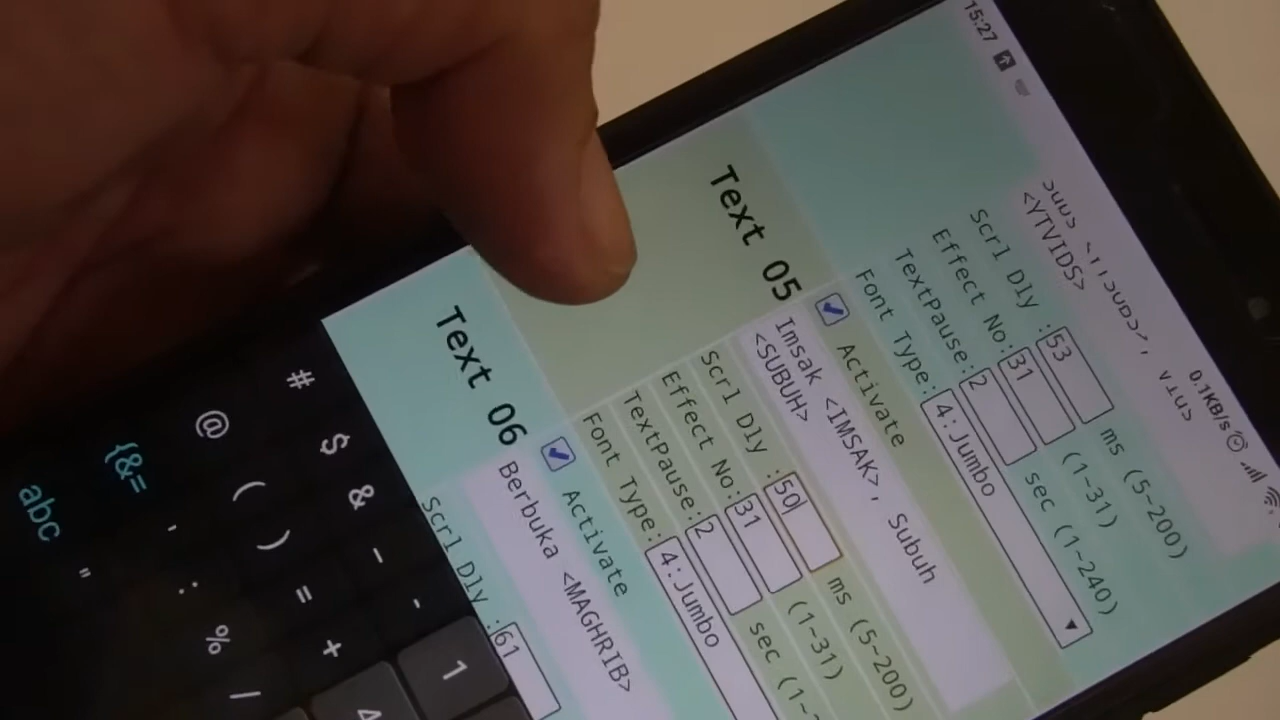 15:27
0.1KB/s
<YTVIDS>
Scrl Dly :53 ms (5~200)
Effect No:31 (1~31)
TextPause:2 sec (1~240)
Font Type:4:Jumbo
Text 05
Activate
Imsak <IMSAK>, Subuh
<SUBUH>
Scrl Dly :50 ms (5~200)
Effect No:31 (1~31)
TextPause:2 sec (1~
Font Type:4:Jumbo
Text 06
Activate
Berbuka <MAGHRIB>
Scrl Dly :61
# $ & _ - 1
@ ( ) = +
{&= ' : % /
abc "